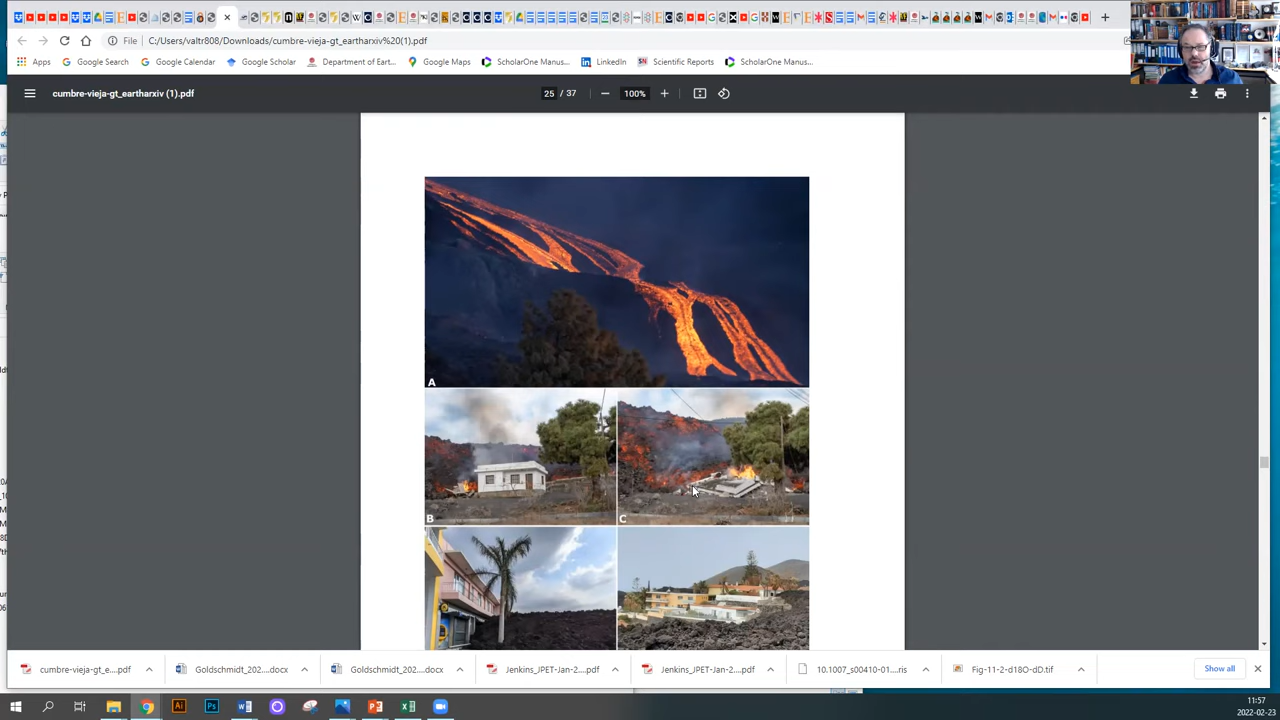 File
C:/Users/valtr808/Downloads/cumbre-vieja-gt_eartharxiv%20(1).pdf
Apps
Google Search
Google Calendar
Google Scholar
Department of Eart...
Google Maps
ScholarOne Manus...
LinkedIn
Scientific Reports
ScholarOne Manus...
cumbre-vieja-gt_eartharxiv (1).pdf
25 / 37
100%
A
B
C
cumbre-vieja-gt_e....pdf
Goldschmidt_202....docx
Goldschmidt_202....docx
Jenkins_JPET-Jan-2....pdf
Jenkins_JPET-Jan-2....pdf
10.1007_s00410-01....ris
Fig-11-2-d18O-dD.tif
Show all
11:57
2022-02-23